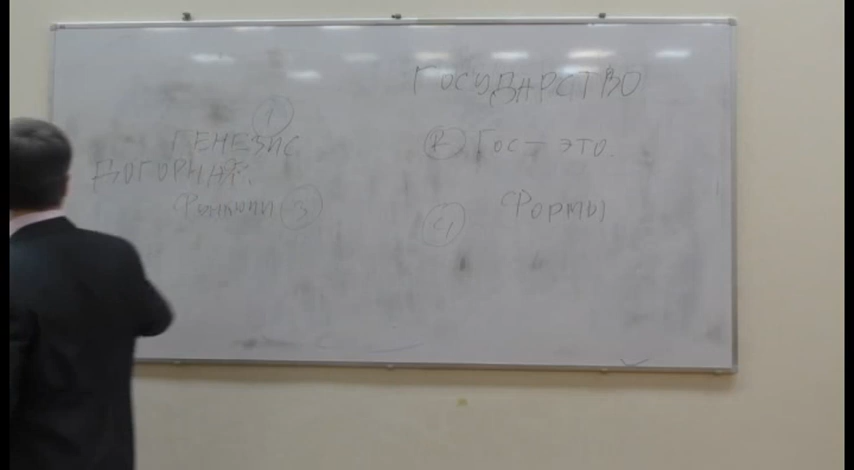 ГОСУДАРСТВО
1
ГЕНЕЗИС
2 Гос - это.
Функции 3
4 Формы